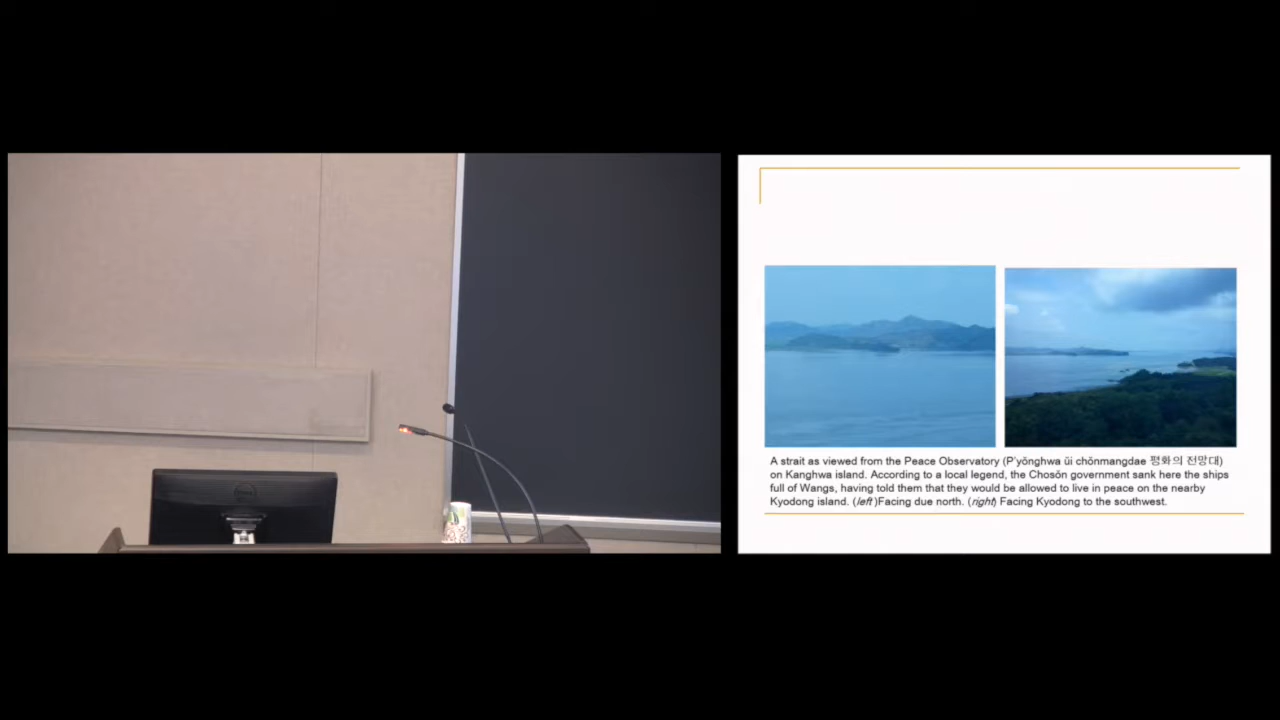 A strait as viewed from the Peace Observatory (P'yŏnghwa ŭi chŏnmangdae 평화의 전망대)
on Kanghwa island. According to a local legend, the Chosŏn government sank here the ships
full of Wangs, having told them that they would be allowed to live in peace on the nearby
Kyodong island. (left)Facing due north. (right) Facing Kyodong to the southwest.